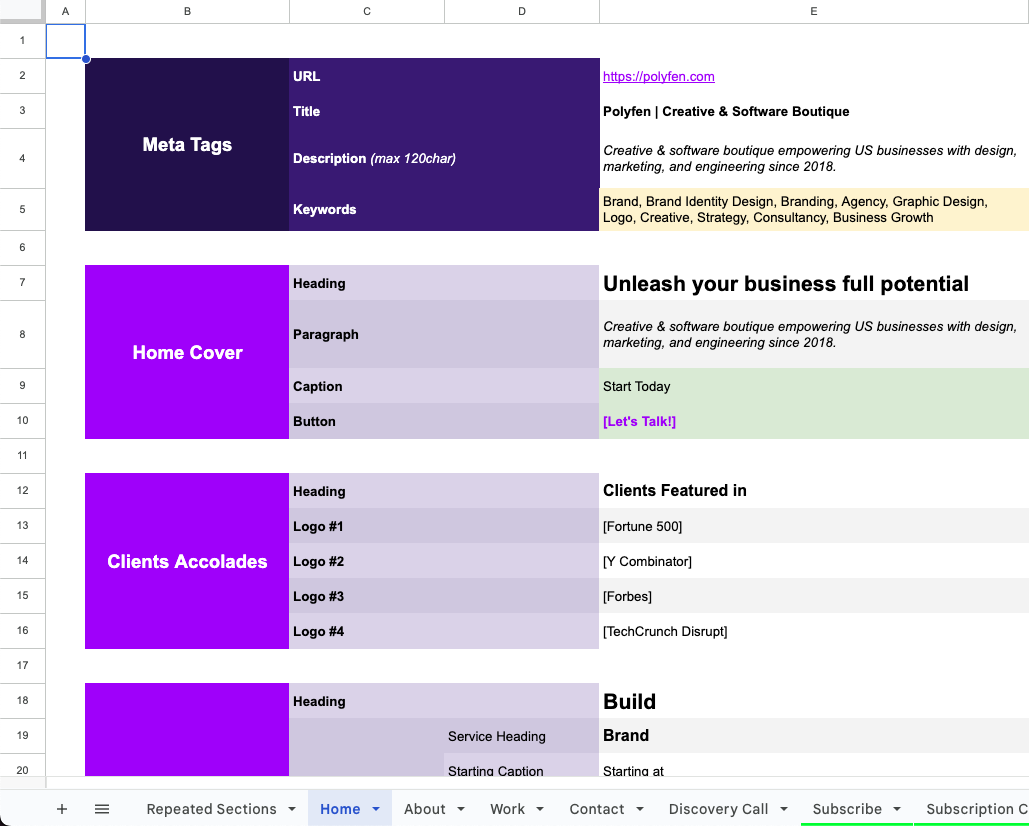 A B C D E
1
2 URL https://polyfen.com
3 Title Polyfen | Creative & Software Boutique
Meta Tags
4 Description (max 120char) Creative & software boutique empowering US businesses with design,
marketing, and engineering since 2018.
5 Keywords Brand, Brand Identity Design, Branding, Agency, Graphic Design,
Logo, Creative, Strategy, Consultancy, Business Growth
6
7 Heading Unleash your business full potential
8 Paragraph Creative & software boutique empowering US businesses with design,
marketing, and engineering since 2018.
Home Cover
9 Caption Start Today
10 Button [Let's Talk!]
11
12 Heading Clients Featured in
13 Logo #1 [Fortune 500]
14 Clients Accolades Logo #2 [Y Combinator]
15 Logo #3 [Forbes]
16 Logo #4 [TechCrunch Disrupt]
17
18 Heading Build
19 Service Heading Brand
20 Starting Caption Starting at
+ Repeated Sections Home About Work Contact Discovery Call Subscribe Subscription C